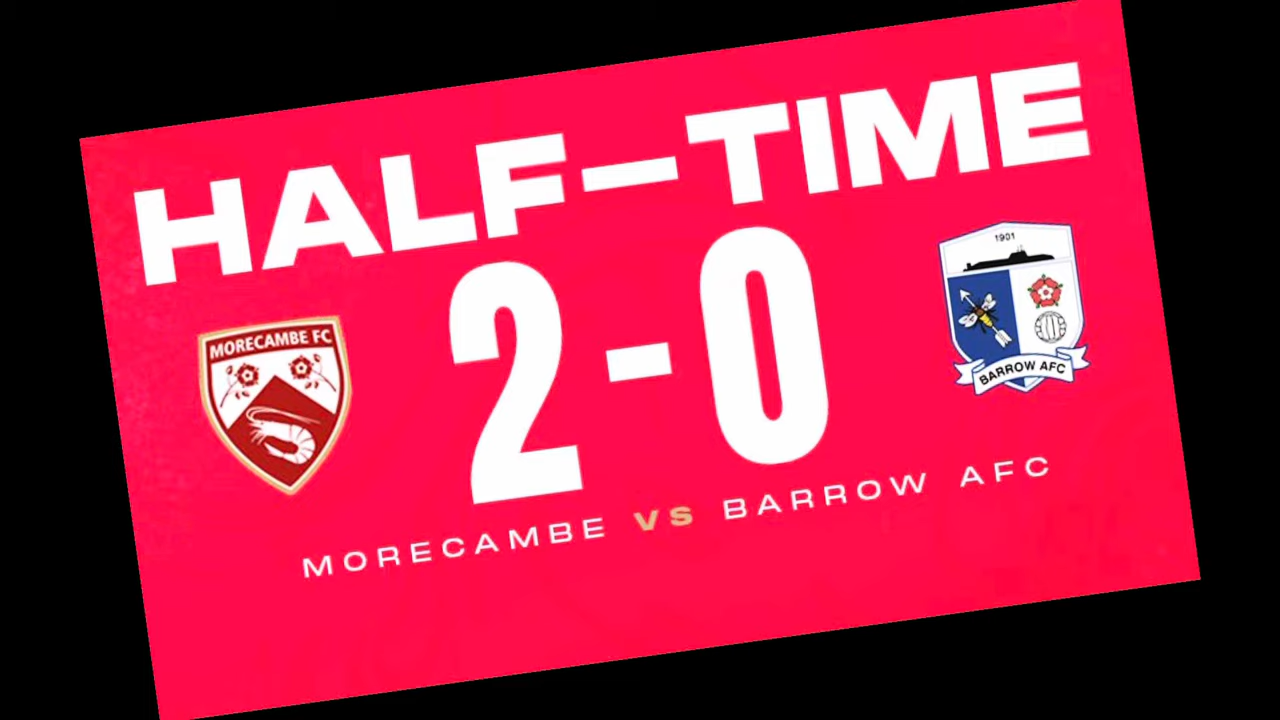 HALF-TIME
2-0
MORECAMBE FC
1901
BARROW AFC
MORECAMBE VS BARROW AFC